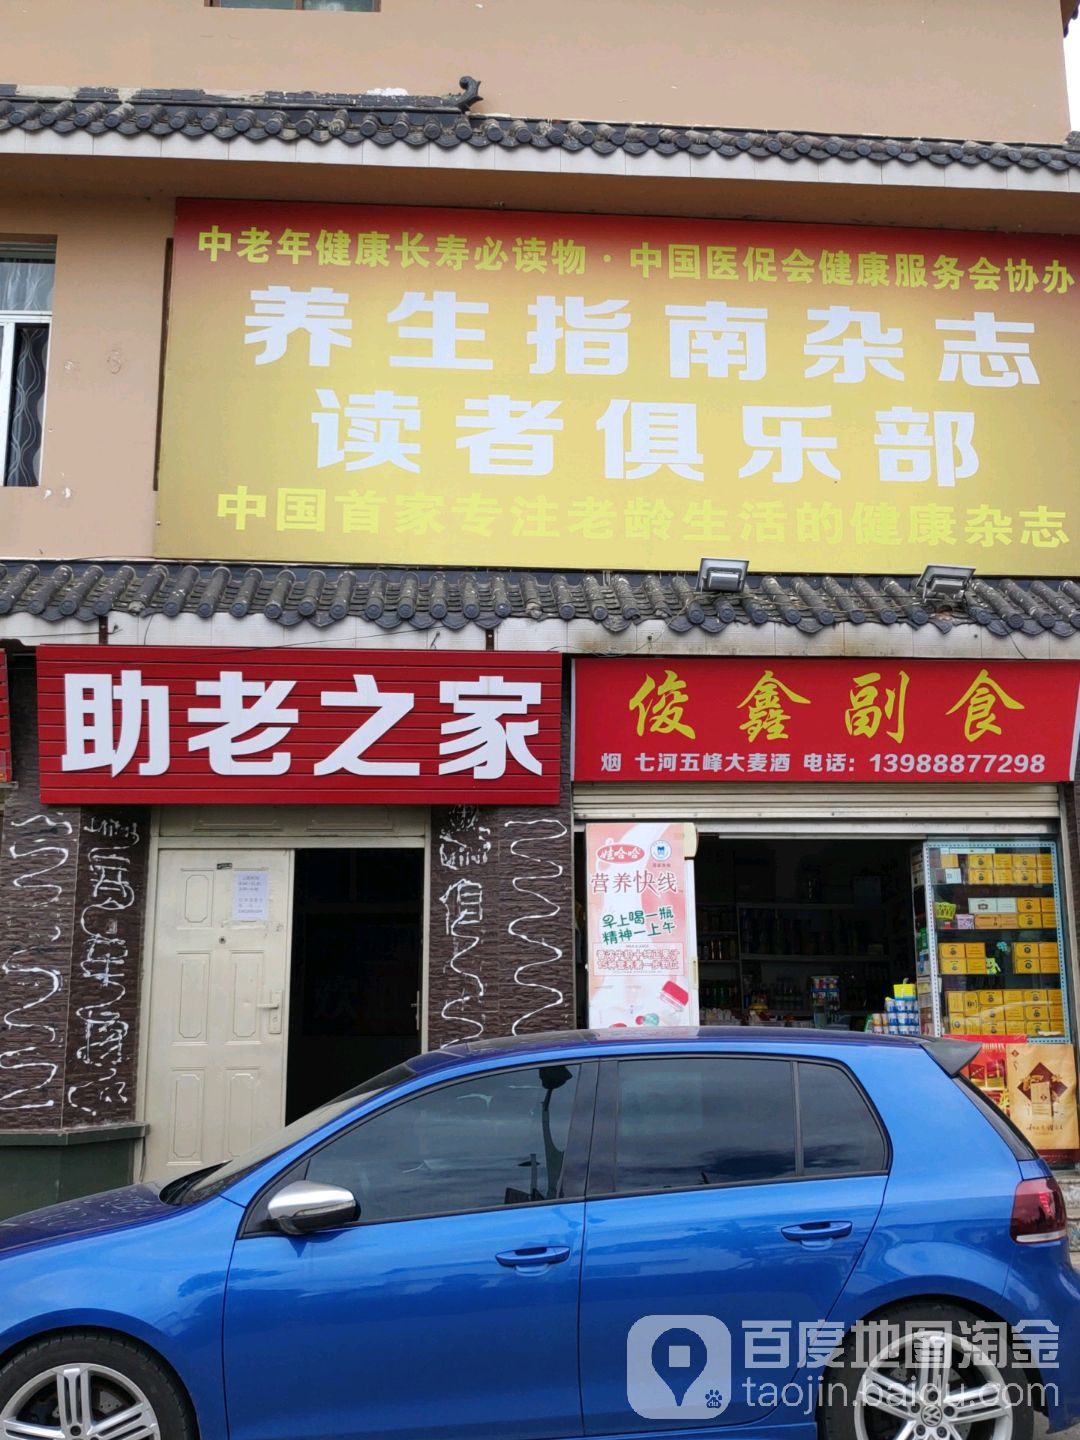 中老年健康长寿必读物·中国医促会健康服务会协办
养生指南杂志
读者俱乐部
中国首家专注老龄生活的健康杂志
助老之家
俊鑫副食
烟 七河五峰大麦酒 电话：13988877298
娃哈哈
营养快线
早上喝一瓶
精神一上午
百度地图淘金
taojin.baidu.com